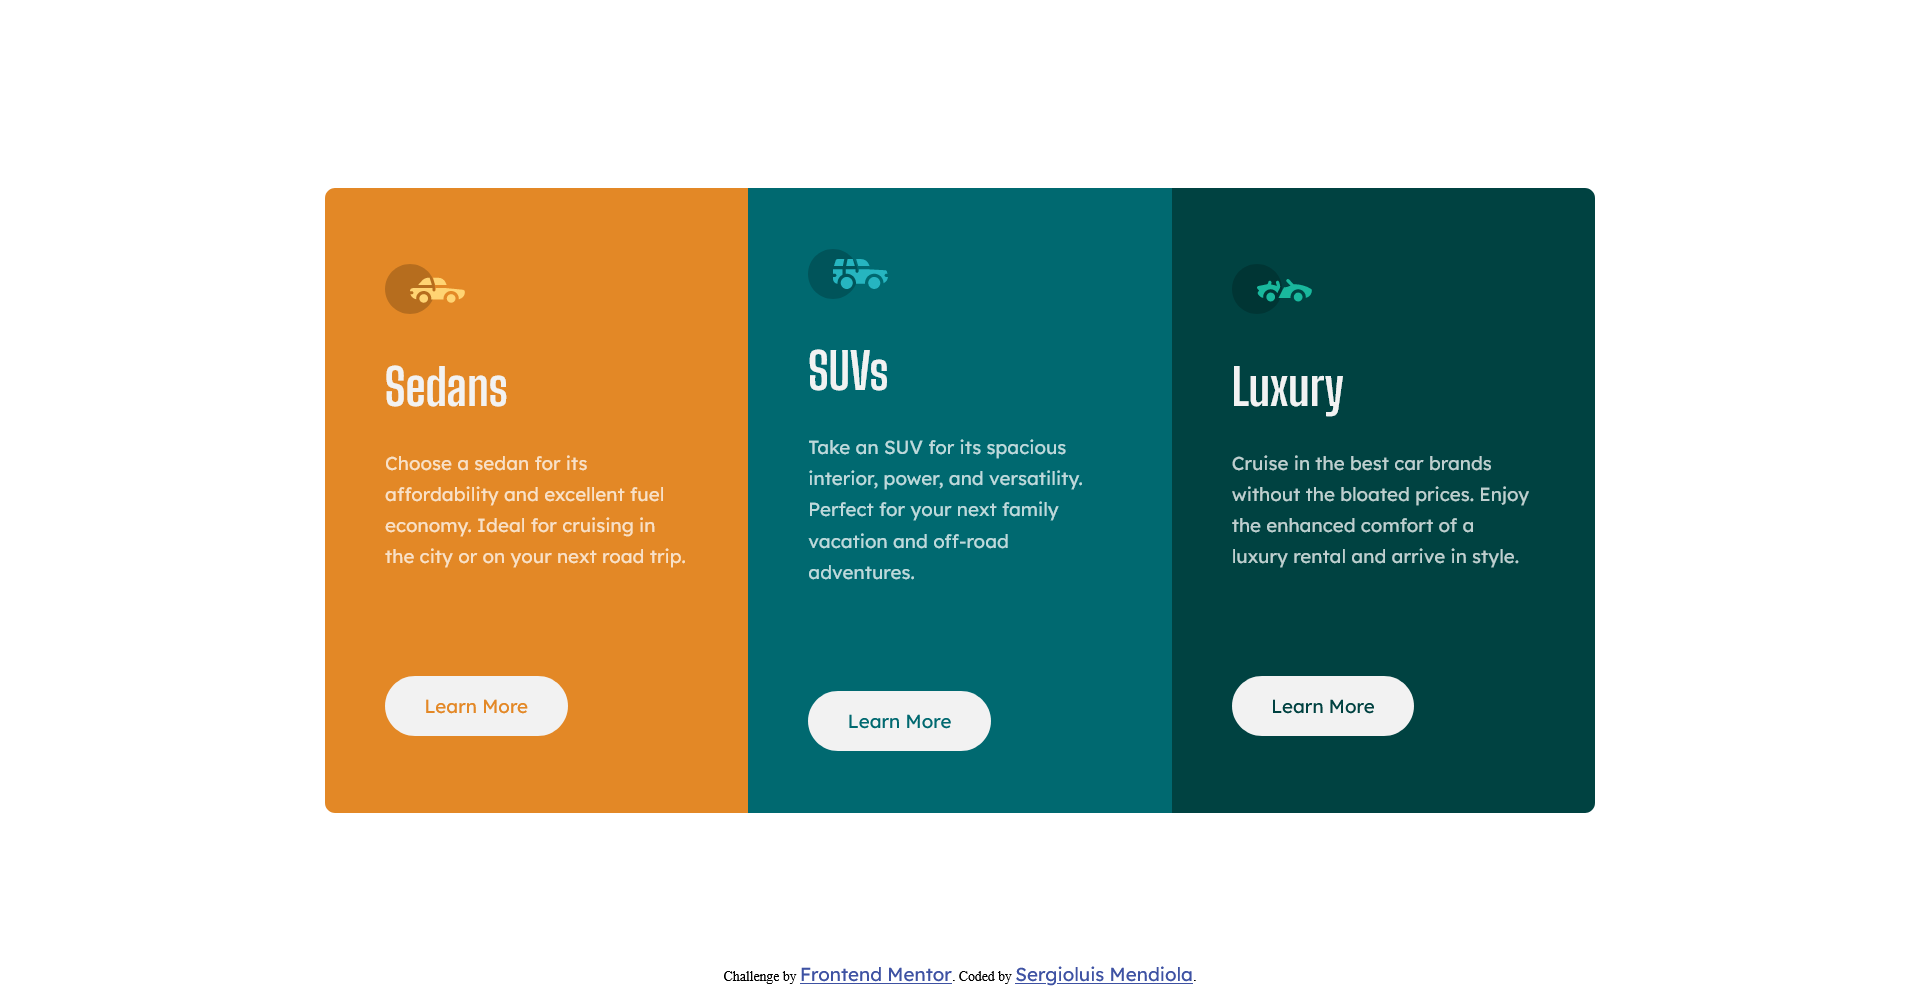 Sedans
Choose a sedan for its
affordability and excellent fuel
economy. Ideal for cruising in
the city or on your next road trip.
Learn More
SUVs
Take an SUV for its spacious
interior, power, and versatility.
Perfect for your next family
vacation and off-road
adventures.
Learn More
Luxury
Cruise in the best car brands
without the bloated prices. Enjoy
the enhanced comfort of a
luxury rental and arrive in style.
Learn More
Challenge by Frontend Mentor. Coded by Sergioluis Mendiola.